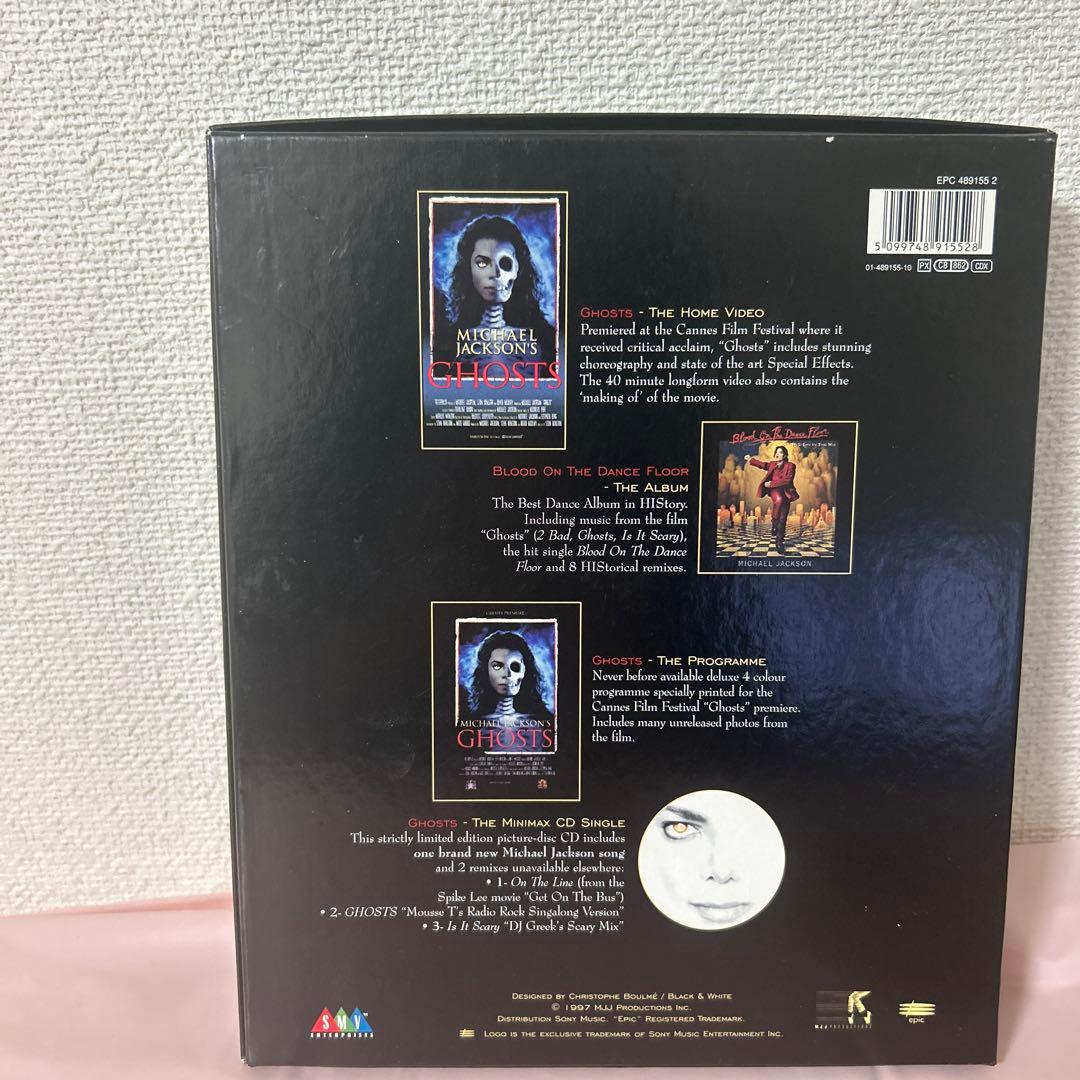 EPC 489155 2
5 099748 915528
01-489155-10 PX CB 862 CDX
MICHAEL
JACKSON'S
GHOSTS
GHOSTS - THE HOME VIDEO
Premiered at the Cannes Film Festival where it
received critical acclaim, “Ghosts” includes stunning
choreography and state of the art Special Effects.
The 40 minute longform video also contains the
‘making of’ of the movie.
Blood On The Dance Floor
MICHAEL JACKSON
BLOOD ON THE DANCE FLOOR
- THE ALBUM
The Best Dance Album in HIStory.
Including music from the film
“Ghosts” (2 Bad, Ghosts, Is It Scary),
the hit single Blood On The Dance
Floor and 8 HIStorical remixes.
MICHAEL JACKSON'S
GHOSTS
GHOSTS - THE PROGRAMME
Never before available deluxe 4 colour
programme specially printed for the
Cannes Film Festival “Ghosts” premiere.
Includes many unreleased photos from
the film.
GHOSTS - THE MINIMAX CD SINGLE
This strictly limited edition picture-disc CD includes
one brand new Michael Jackson song
and 2 remixes unavailable elsewhere:
• 1- On The Line (from the
Spike Lee movie “Get On The Bus”)
• 2- GHOSTS “Mousse T's Radio Rock Singalong Version”
• 3- Is It Scary “DJ Greek's Scary Mix”
DESIGNED BY CHRISTOPHE BOULMÉ / BLACK & WHITE
© 1997 MJJ PRODUCTIONS INC.
DISTRIBUTION SONY MUSIC. “EPIC” REGISTERED TRADEMARK.
LOGO IS THE EXCLUSIVE TRADEMARK OF SONY MUSIC ENTERTAINMENT INC.
SMV™
ENTERPRISES
MJJ PRODUCTIONS
epic